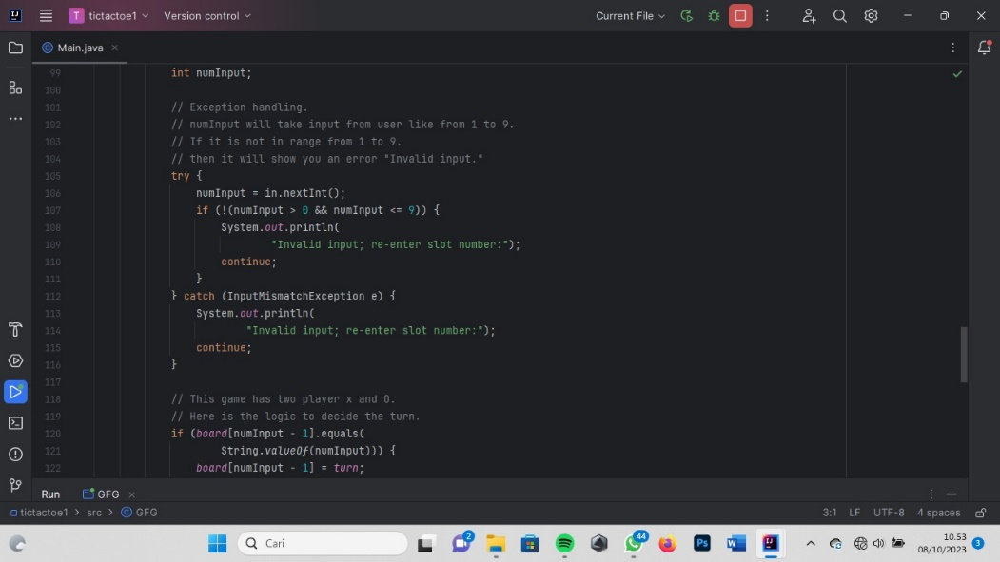 tictactoe1 Version control Current File
Main.java
99 int numInput;
100
101 // Exception handling.
102 // numInput will take input from user like from 1 to 9.
103 // If it is not in range from 1 to 9.
104 // then it will show you an error "Invalid input."
105 try {
106 numInput = in.nextInt();
107 if (!(numInput > 0 && numInput <= 9)) {
108 System.out.println(
109 "Invalid input; re-enter slot number:");
110 continue;
111 }
112 } catch (InputMismatchException e) {
113 System.out.println(
114 "Invalid input; re-enter slot number:");
115 continue;
116 }
117
118 // This game has two player x and O.
119 // Here is the logic to decide the turn.
120 if (board[numInput - 1].equals(
121 String.valueOf(numInput))) {
122 board[numInput - 1] = turn;
Run GFG
tictactoe1 > src > GFG 3:1 LF UTF-8 4 spaces
Cari 2 44 10.53
08/10/2023 3